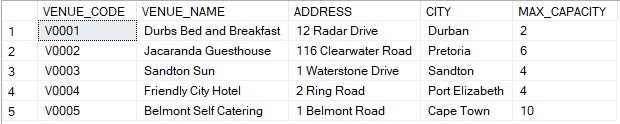 VENUE_CODE VENUE_NAME ADDRESS CITY MAX_CAPACITY
1 V0001 Durbs Bed and Breakfast 12 Radar Drive Durban 2
2 V0002 Jacaranda Guesthouse 116 Clearwater Road Pretoria 6
3 V0003 Sandton Sun 1 Waterstone Drive Sandton 4
4 V0004 Friendly City Hotel 2 Ring Road Port Elizabeth 4
5 V0005 Belmont Self Catering 1 Belmont Road Cape Town 10